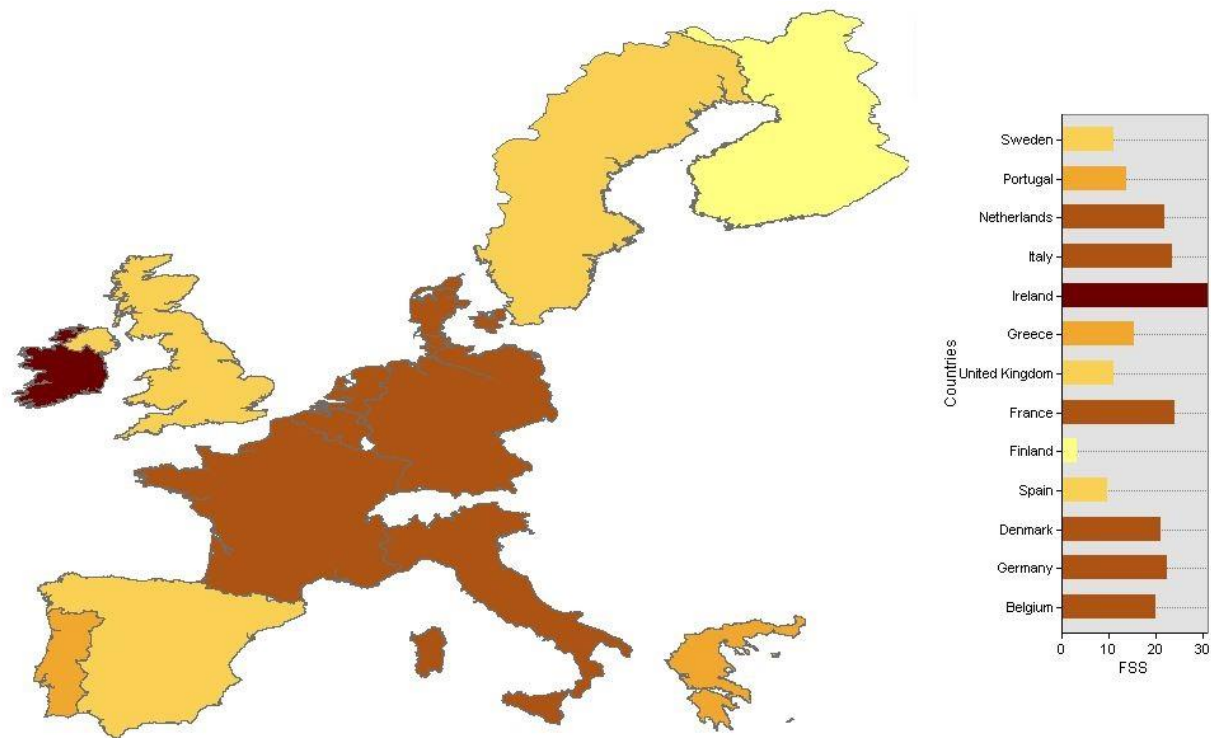 Sweden
Portugal
Netherlands
Italy
Ireland
Greece
United Kingdom
France
Finland
Spain
Denmark
Germany
Belgium
Countries
0 10 20 30
FSS